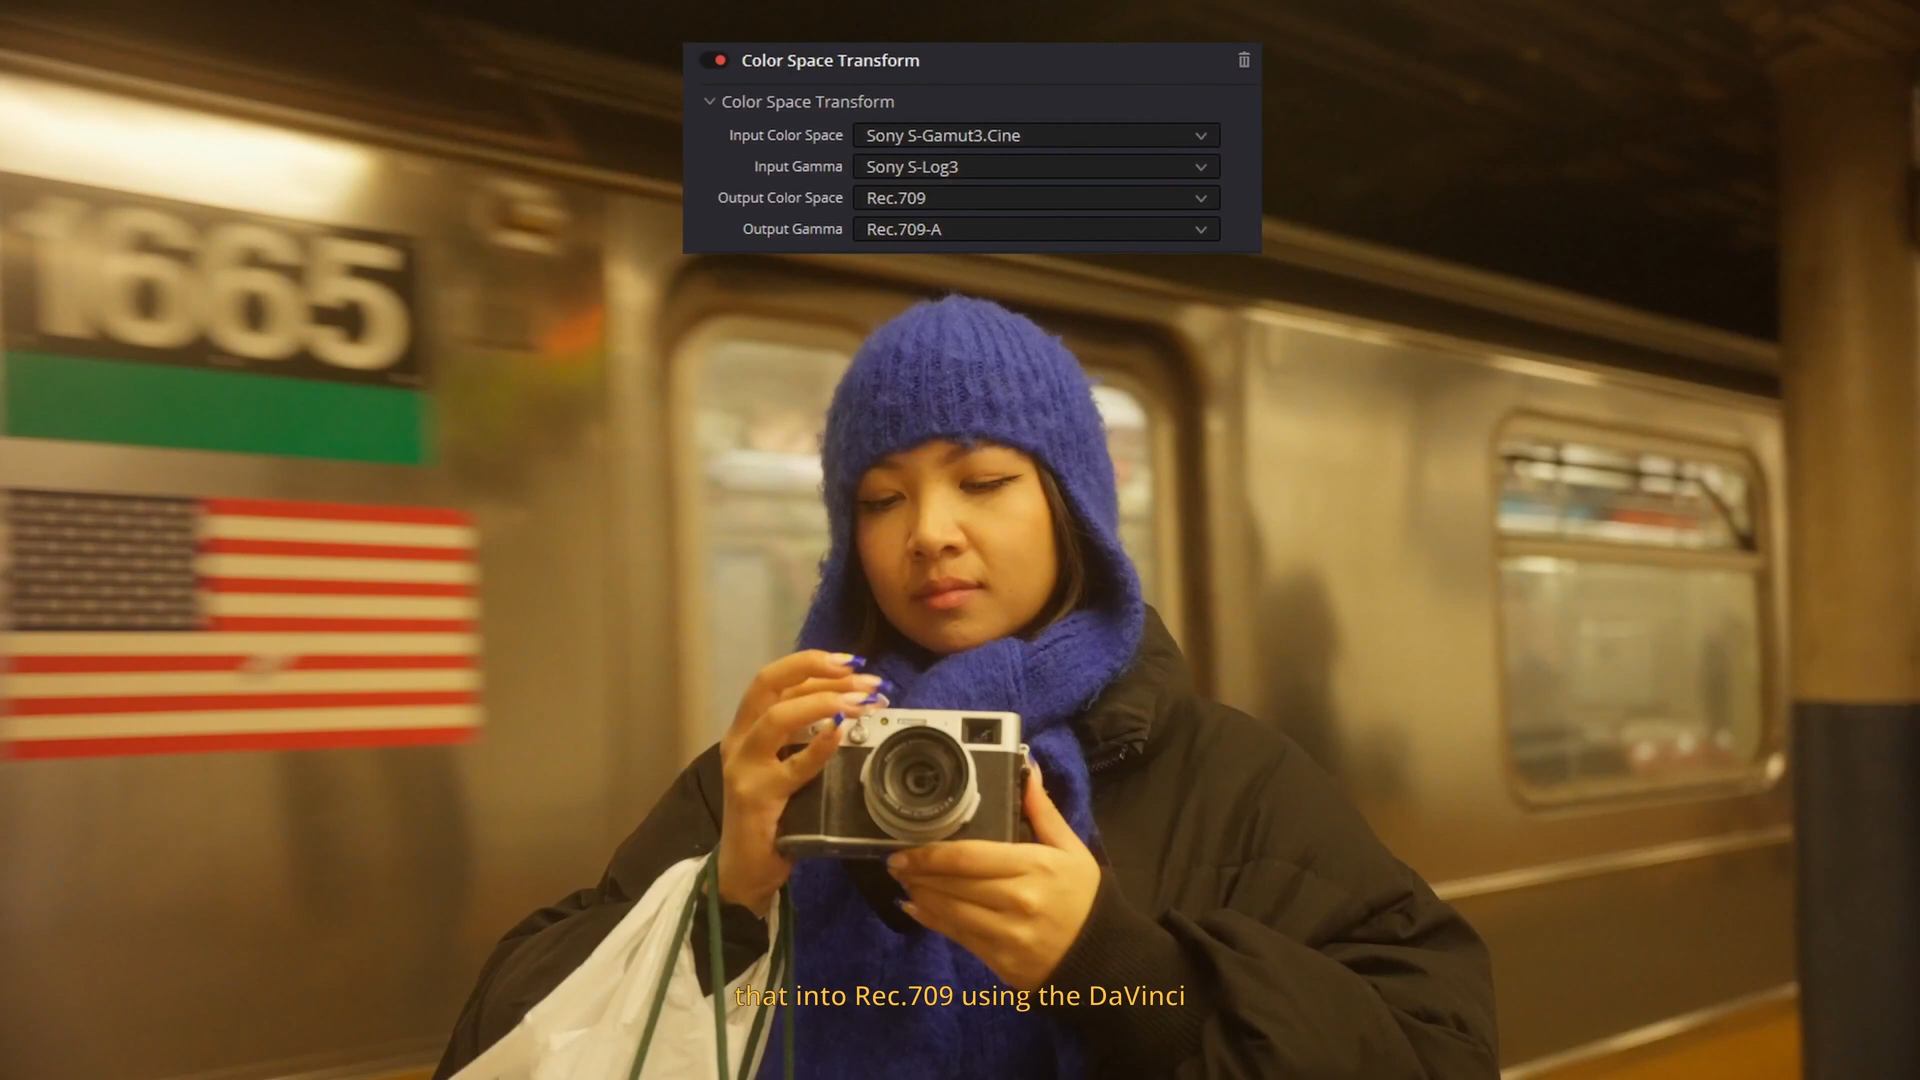 Color Space Transform
Color Space Transform
Input Color Space Sony S-Gamut3.Cine
Input Gamma Sony S-Log3
Output Color Space Rec.709
Output Gamma Rec.709-A
1665
that into Rec.709 using the DaVinci